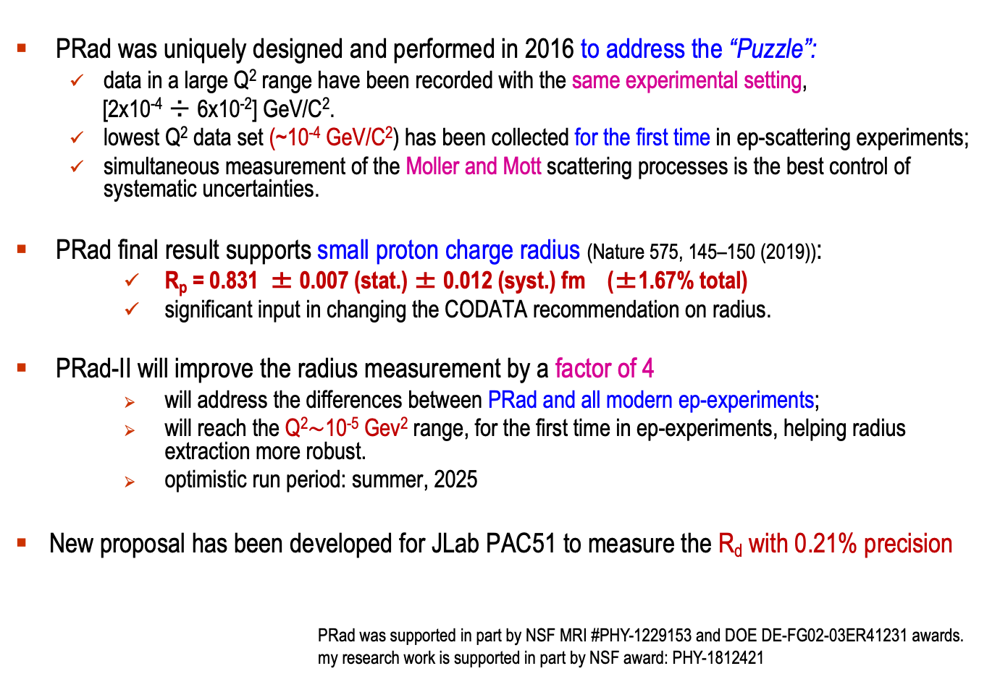 ▪ PRad was uniquely designed and performed in 2016 to address the “Puzzle”:
✓ data in a large Q² range have been recorded with the same experimental setting,
[2x10⁻⁴ ÷ 6x10⁻²] GeV/C².
✓ lowest Q² data set (~10⁻⁴ GeV/C²) has been collected for the first time in ep-scattering experiments;
✓ simultaneous measurement of the Moller and Mott scattering processes is the best control of
systematic uncertainties.
▪ PRad final result supports small proton charge radius (Nature 575, 145–150 (2019)):
✓ Rₚ = 0.831 ± 0.007 (stat.) ± 0.012 (syst.) fm (±1.67% total)
✓ significant input in changing the CODATA recommendation on radius.
▪ PRad-II will improve the radius measurement by a factor of 4
➢ will address the differences between PRad and all modern ep-experiments;
➢ will reach the Q²~10⁻⁵ Gev² range, for the first time in ep-experiments, helping radius
extraction more robust.
➢ optimistic run period: summer, 2025
▪ New proposal has been developed for JLab PAC51 to measure the R_d with 0.21% precision
PRad was supported in part by NSF MRI #PHY-1229153 and DOE DE-FG02-03ER41231 awards.
my research work is supported in part by NSF award: PHY-1812421